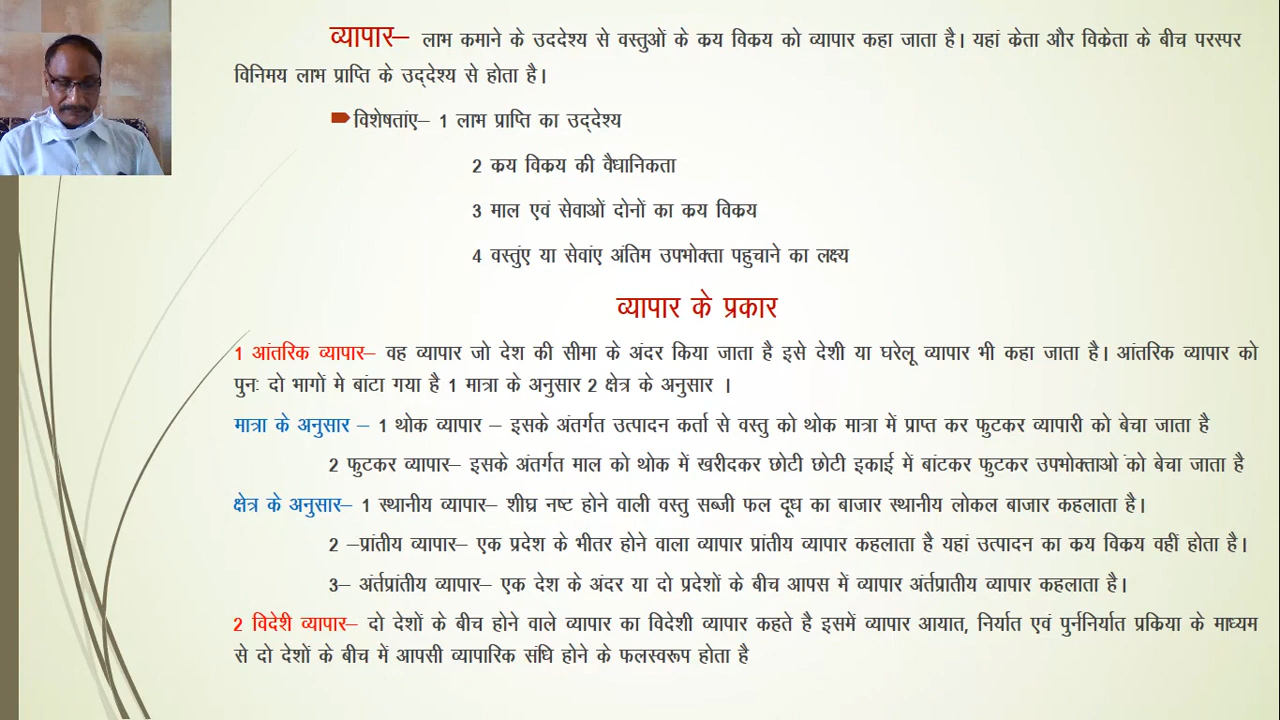 व्यापार– लाभ कमाने के उददेश्य से वस्तुओं के कय विकय को व्यापार कहा जाता है। यहां केता और विकेता के बीच परस्पर
विनिमय लाभ प्राप्ति के उद्देश्य से होता है।
विशेषतांए– 1 लाभ प्राप्ति का उद्देश्य
2 कय विकय की वैधानिकता
3 माल एवं सेवाओं दोनों का कय विकय
4 वस्तुंए या सेवांए अंतिम उपभोक्ता पहुचाने का लक्ष्य
व्यापार के प्रकार
1 आंतरिक व्यापार– वह व्यापार जो देश की सीमा के अंदर किया जाता है इसे देशी या घरेलू व्यापार भी कहा जाता है। आंतरिक व्यापार को
पुनः दो भागों मे बांटा गया है 1 मात्रा के अनुसार 2 क्षेत्र के अनुसार ।
मात्रा के अनुसार – 1 थोक व्यापार – इसके अंतर्गत उत्पादन कर्ता से वस्तु को थोक मात्रा में प्राप्त कर फुटकर व्यापारी को बेचा जाता है
2 फुटकर व्यापार– इसके अंतर्गत माल को थोक में खरीदकर छोटी छोटी इकाई में बांटकर फुटकर उपभोक्ताओ को बेचा जाता है
क्षेत्र के अनुसार– 1 स्थानीय व्यापार– शीघ्र नष्ट होने वाली वस्तु सब्जी फल दूध का बाजार स्थानीय लोकल बाजार कहलाता है।
2 –प्रांतीय व्यापार– एक प्रदेश के भीतर होने वाला व्यापार प्रांतीय व्यापार कहलाता है यहां उत्पादन का कय विकय वहीं होता है।
3– अंर्तप्रांतीय व्यापार– एक देश के अंदर या दो प्रदेशों के बीच आपस में व्यापार अंर्तप्रातीय व्यापार कहलाता है।
2 विदेशी व्यापार– दो देशों के बीच होने वाले व्यापार का विदेशी व्यापार कहते है इसमें व्यापार आयात, निर्यात एवं पुर्ननिर्यात प्रकिया के माध्यम
से दो देशों के बीच में आपसी व्यापारिक संधि होने के फलस्वरूप होता है